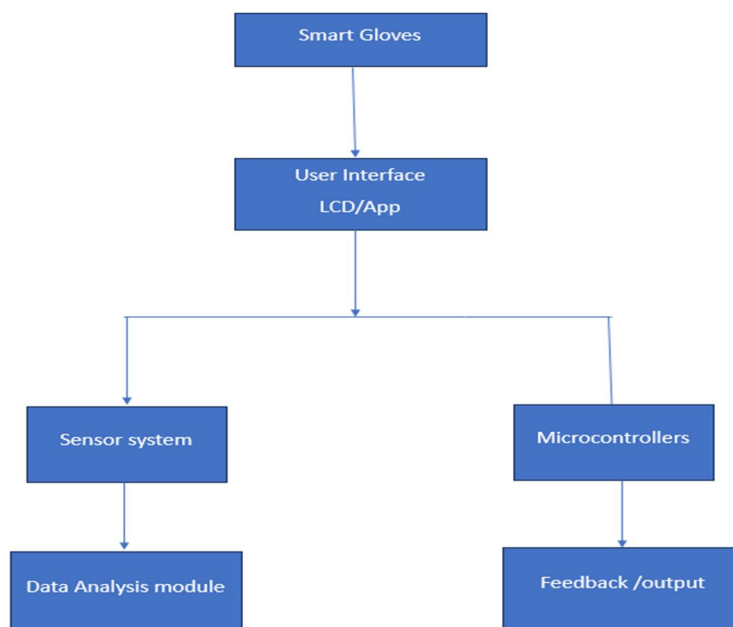 Smart Gloves
User Interface
LCD/App
Sensor system
Microcontrollers
Data Analysis module
Feedback /output